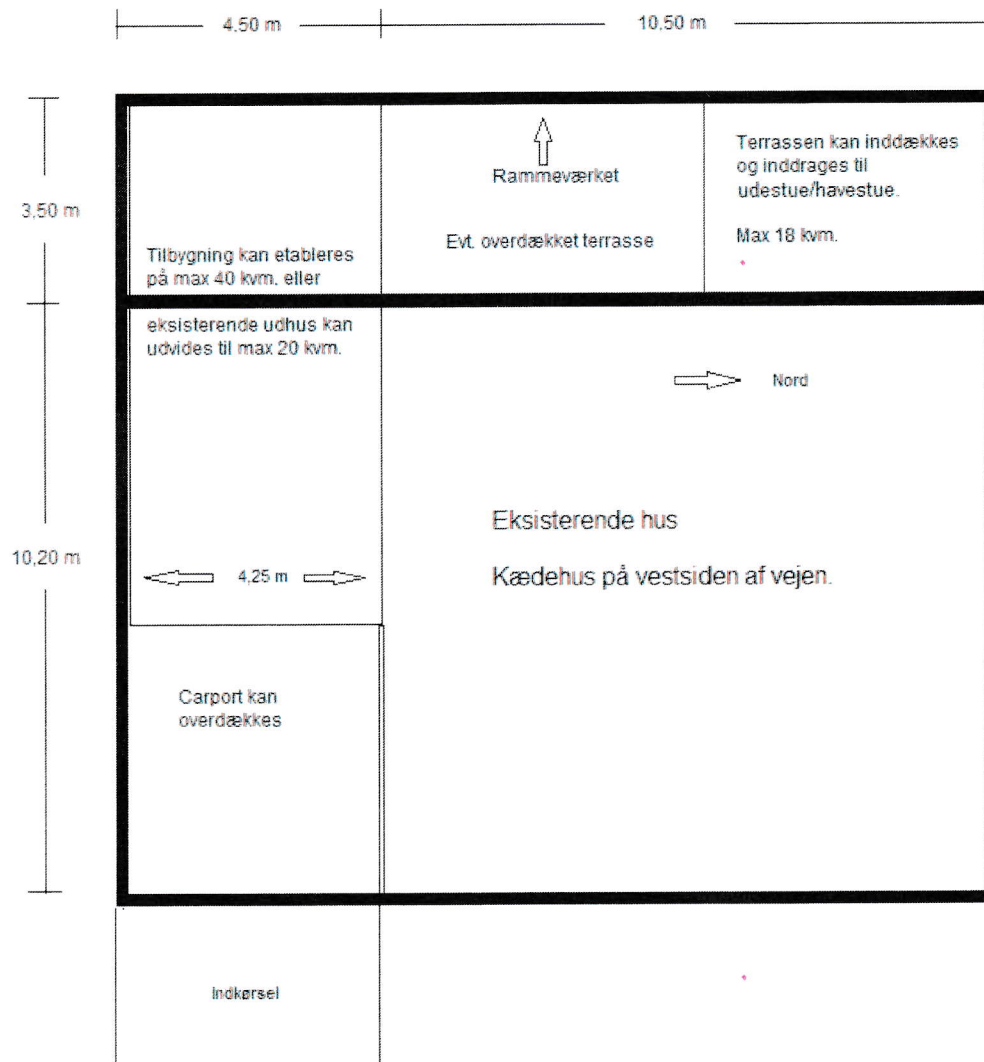 4,50 m
10,50 m
3,50 m
Rammeværket
Evt. overdækket terrasse
Terrassen kan inddækkes
og inddrages til
udestue/havestue.
Max 18 kvm.
Tilbygning kan etableres
på max 40 kvm. eller
eksisterende udhus kan
udvides til max 20 kvm.
Nord
Eksisterende hus
Kædehus på vestsiden af vejen.
10,20 m
4,25 m
Carport kan
overdækkes
Indkørsel